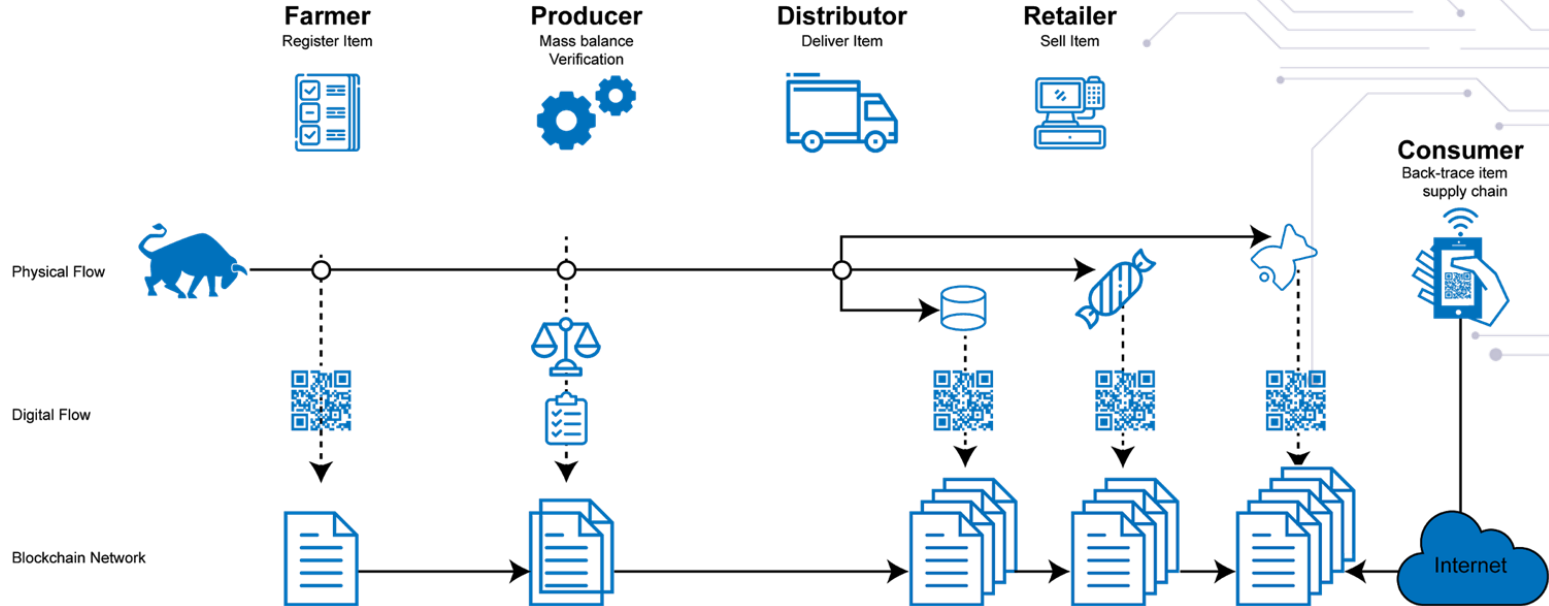 Farmer
Register Item
Producer
Mass balance
Verification
Distributor
Deliver Item
Retailer
Sell Item
Consumer
Back-trace item
supply chain
Physical Flow
Digital Flow
Blockchain Network
Internet